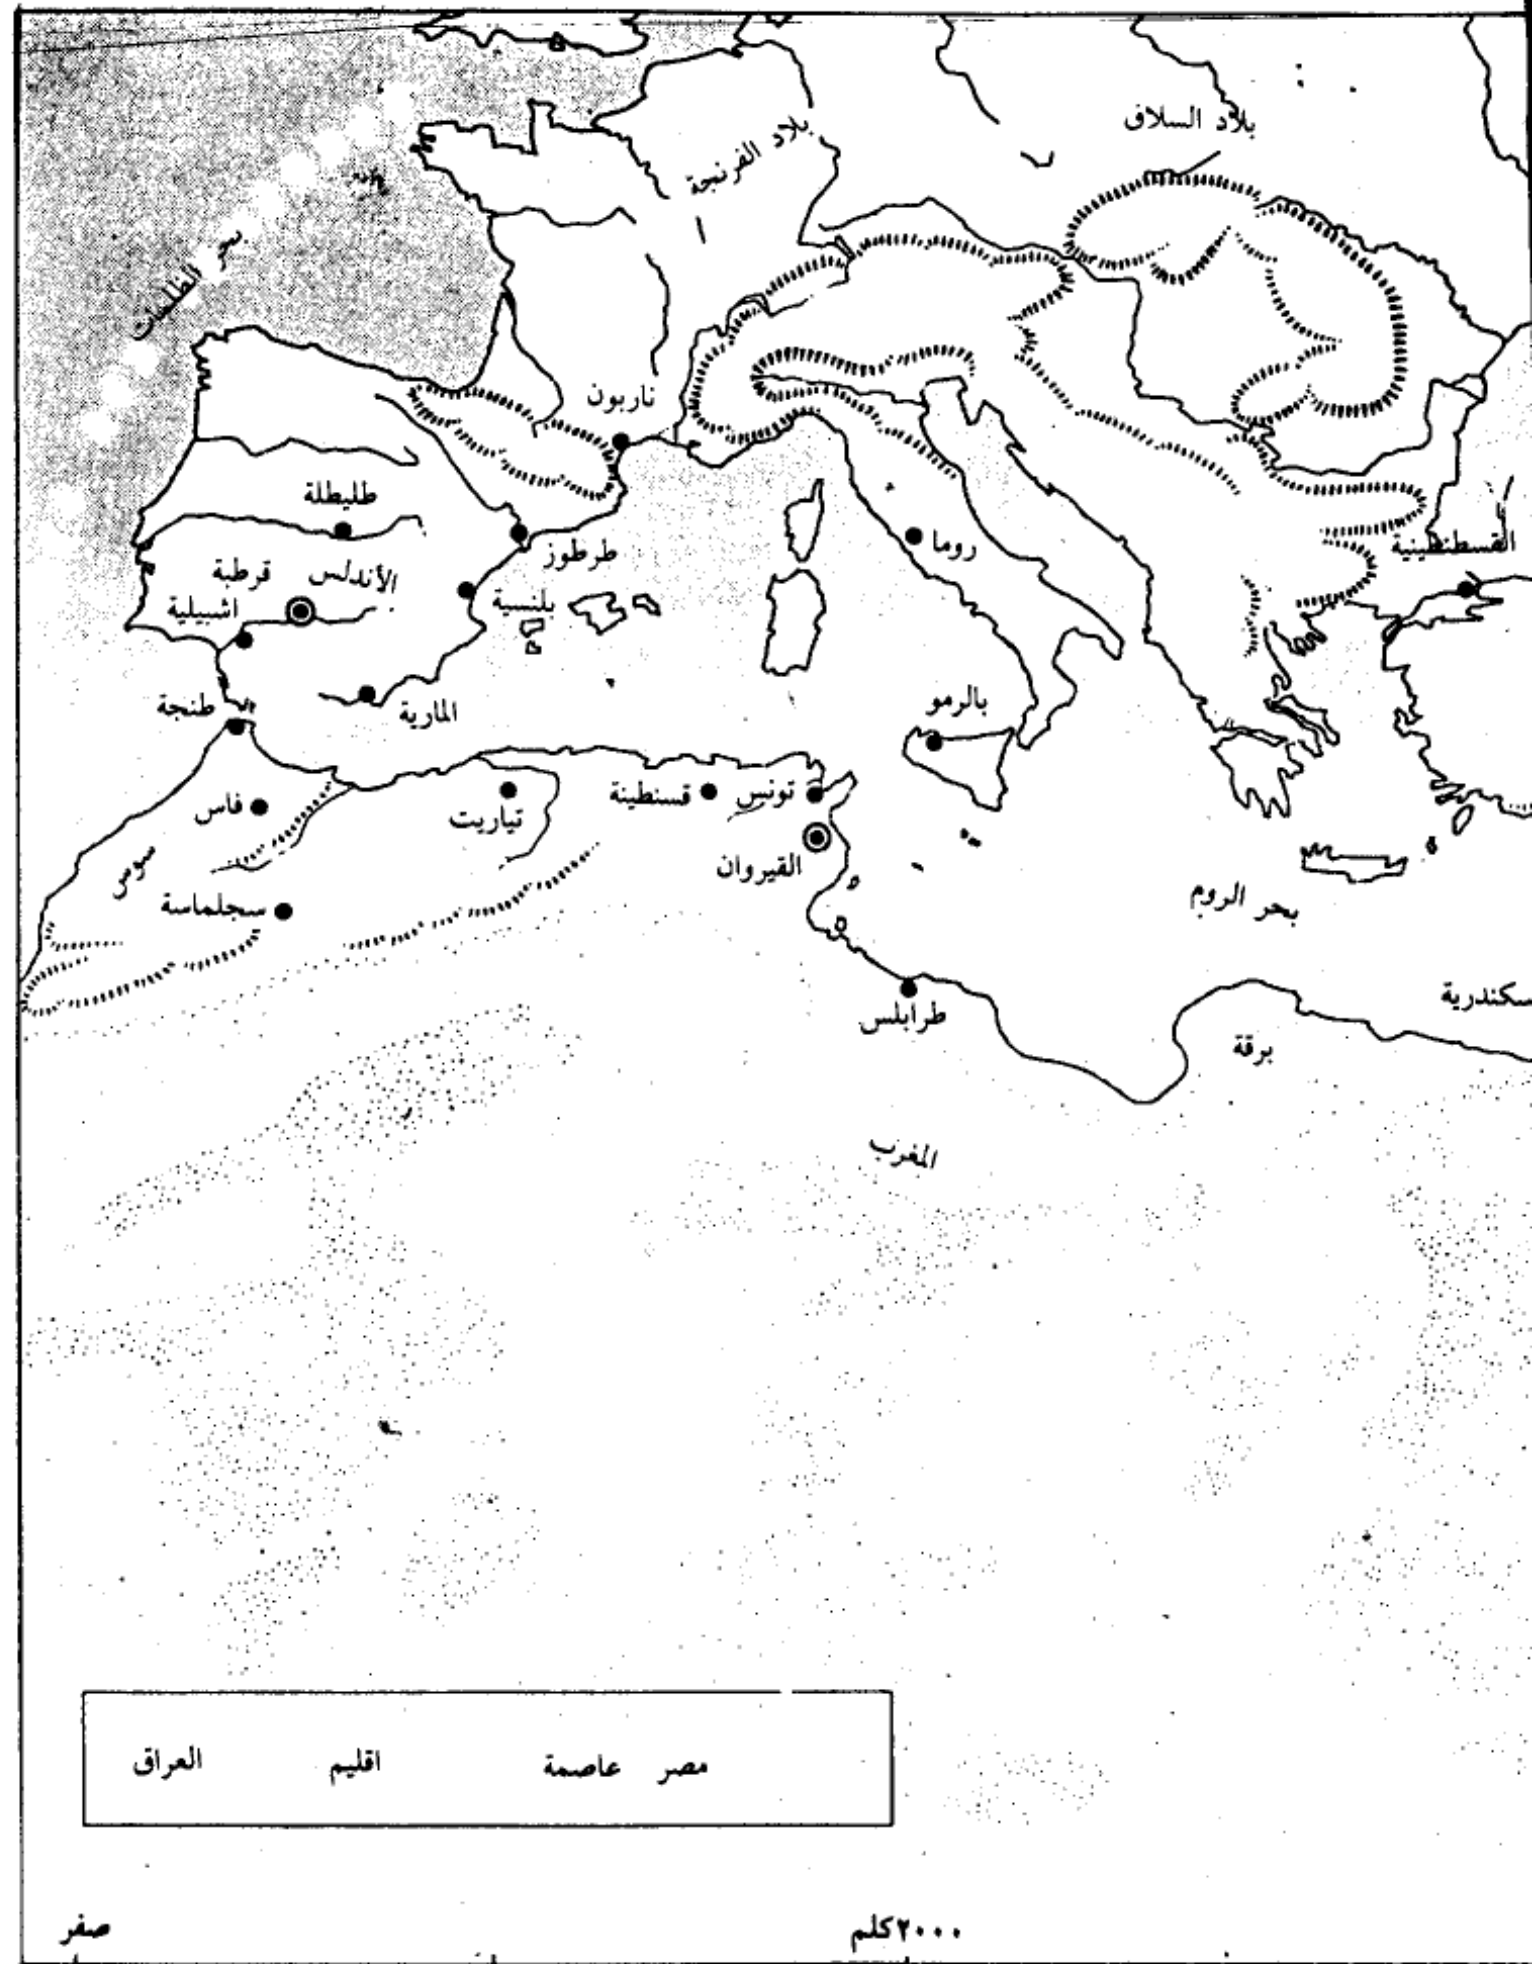 بلاد السلاف
بلاد الفرنجة
بحر الظلمات
ناربون
طليطلة
طرطوز
روما
القسطنطينية
الأندلس
قرطبة
بلنسية
اشبيلية
المارية
طنجة
بالرمو
تونس
قسنطينة
تياريت
فاس
القيروان
سوس
سجلماسة
بحر الروم
سكندرية
طرابلس
برقة
المغرب
مصر عاصمة اقليم العراق
صفر ٢٠٠٠كلم